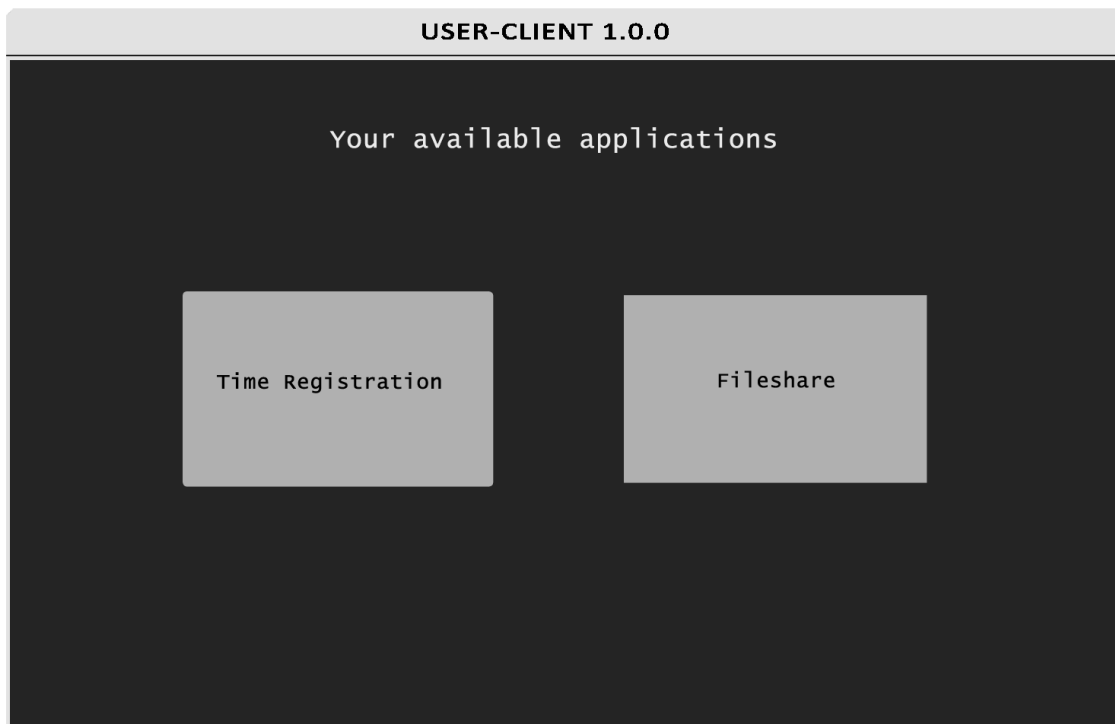 USER-CLIENT 1.0.0
Your available applications
Time Registration
Fileshare